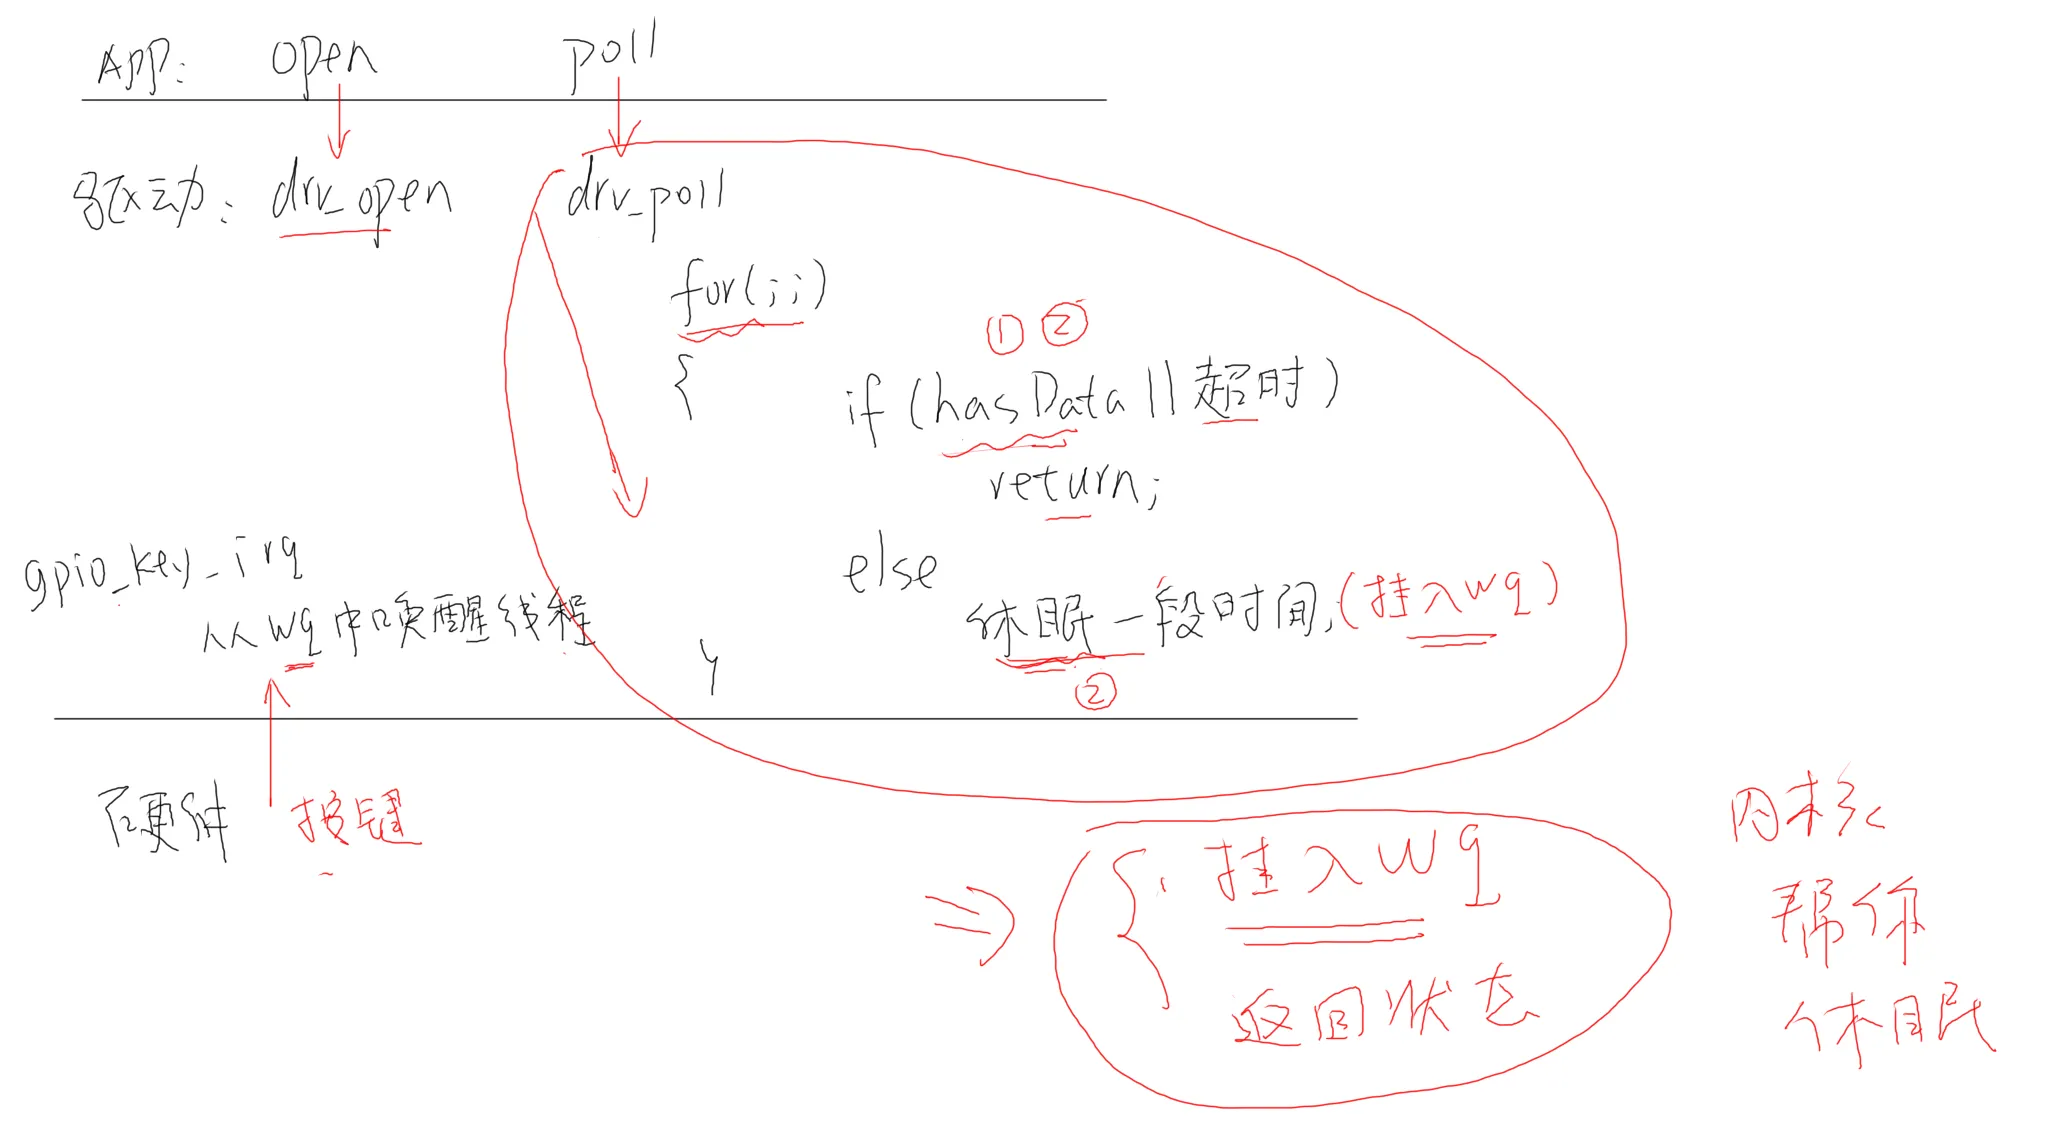 APP: open poll
驱动: drv_open drv_poll
for(;;)
{
① ②
if (hasData || 超时)
return;
else
休眠一段时间, (挂入wq)
②
}
gpio_key_irq
从wq中唤醒线程
硬件 按键
⇒ { 挂入wq
返回状态
内核
帮你
休眠